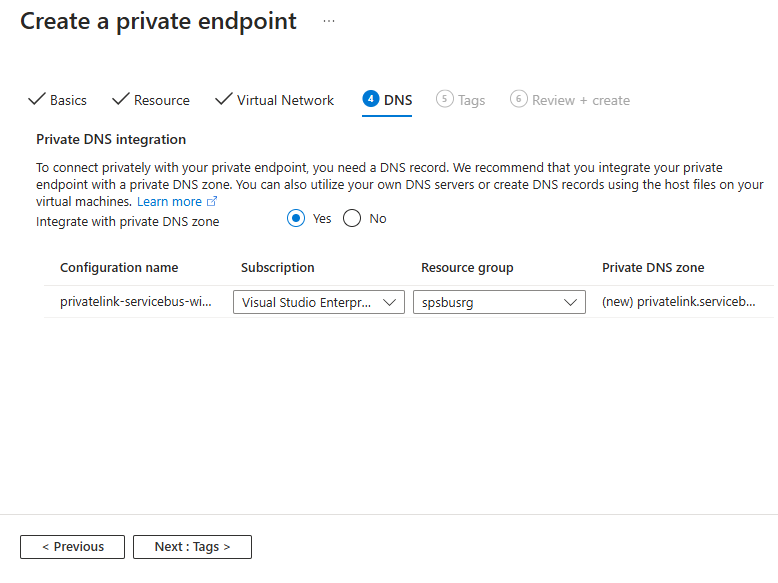 Create a private endpoint ...
Basics Resource Virtual Network 4 DNS 5 Tags 6 Review + create
Private DNS integration
To connect privately with your private endpoint, you need a DNS record. We recommend that you integrate your private
endpoint with a private DNS zone. You can also utilize your own DNS servers or create DNS records using the host files on your
virtual machines. Learn more
Integrate with private DNS zone Yes No
Configuration name Subscription Resource group Private DNS zone
privatelink-servicebus-wi... Visual Studio Enterpr... spsbusrg (new) privatelink.serviceb...
< Previous Next : Tags >